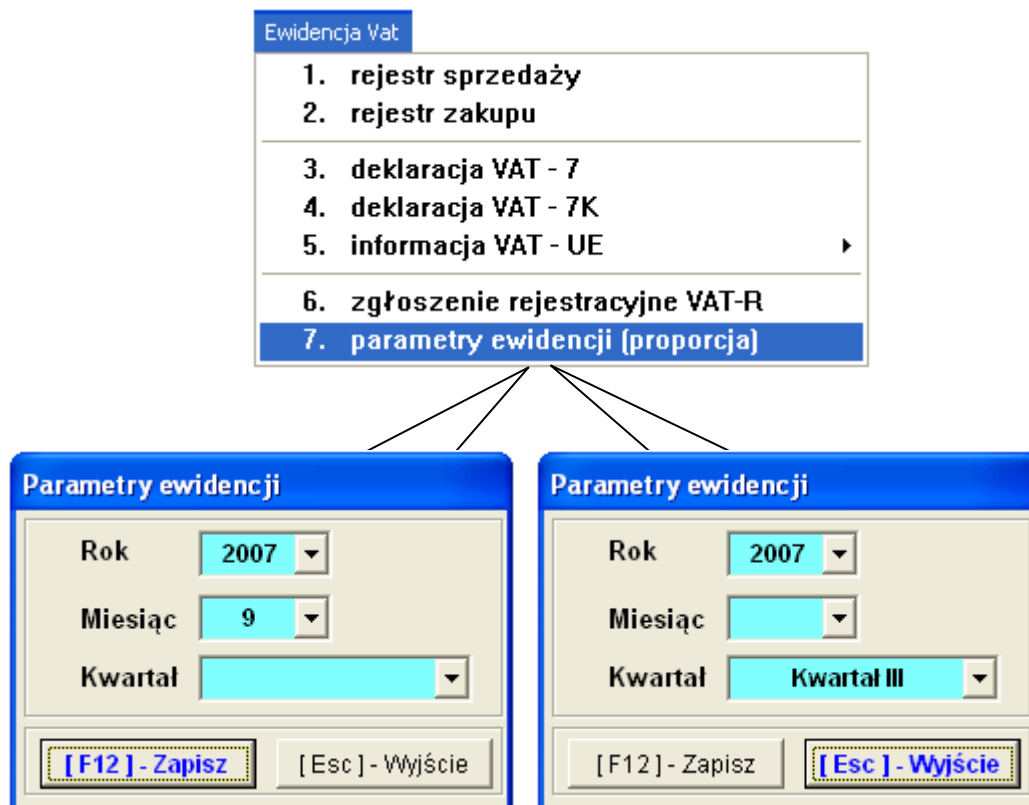 Ewidencja Vat
1. rejestr sprzedaży
2. rejestr zakupu
3. deklaracja VAT - 7
4. deklaracja VAT - 7K
5. informacja VAT - UE
6. zgłoszenie rejestracyjne VAT-R
7. parametry ewidencji (proporcja)
Parametry ewidencji
Rok 2007
Miesiąc 9
Kwartał
[ F12 ] - Zapisz [ Esc ] - Wyjście
Parametry ewidencji
Rok 2007
Miesiąc
Kwartał Kwartał III
[ F12 ] - Zapisz [ Esc ] - Wyjście